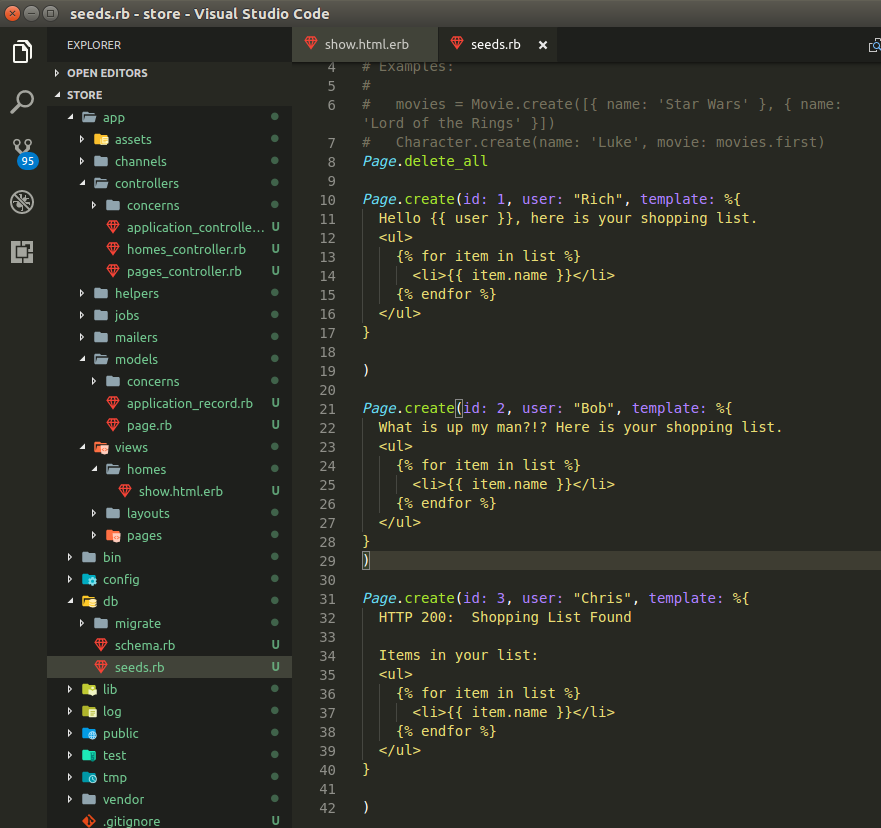 seeds.rb - store - Visual Studio Code
EXPLORER
OPEN EDITORS
STORE
app
assets
channels
controllers
concerns
application_controlle... U
homes_controller.rb U
pages_controller.rb U
helpers
jobs
mailers
models
concerns
application_record.rb U
page.rb U
views
homes
show.html.erb U
layouts
pages
bin
config
db
migrate
schema.rb U
seeds.rb U
lib
log
public
test
tmp
vendor
.gitignore U
95
show.html.erb
seeds.rb ×
4 # Examples:
5 #
6 #   movies = Movie.create([{ name: 'Star Wars' }, { name:
'Lord of the Rings' }])
7 #   Character.create(name: 'Luke', movie: movies.first)
8 Page.delete_all
9
10 Page.create(id: 1, user: "Rich", template: %{
11   Hello {{ user }}, here is your shopping list.
12   <ul>
13     {% for item in list %}
14       <li>{{ item.name }}</li>
15     {% endfor %}
16   </ul>
17 }
18
19 )
20
21 Page.create(id: 2, user: "Bob", template: %{
22   What is up my man?!? Here is your shopping list.
23   <ul>
24     {% for item in list %}
25       <li>{{ item.name }}</li>
26     {% endfor %}
27   </ul>
28 }
29 )
30
31 Page.create(id: 3, user: "Chris", template: %{
32   HTTP 200:  Shopping List Found
33
34   Items in your list:
35   <ul>
36     {% for item in list %}
37       <li>{{ item.name }}</li>
38     {% endfor %}
39   </ul>
40 }
41
42 )